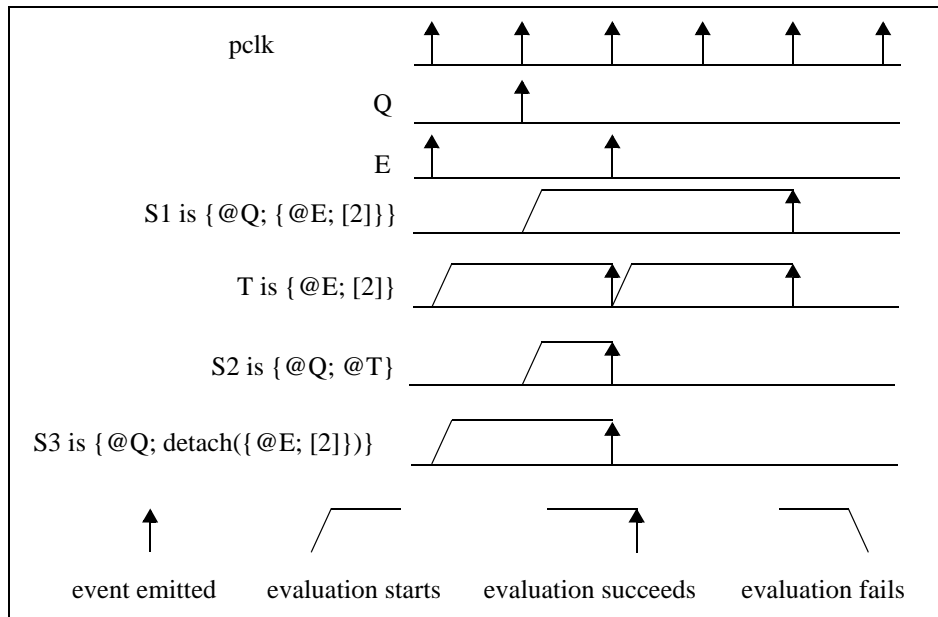 pclk
Q
E
S1 is {@Q; {@E; [2]}}
T is {@E; [2]}
S2 is {@Q; @T}
S3 is {@Q; detach({@E; [2]})}
event emitted evaluation starts evaluation succeeds evaluation fails